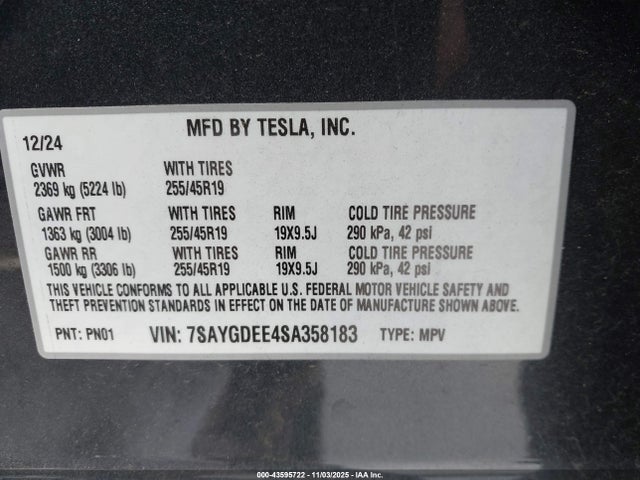 MFD BY TESLA, INC.
12/24
GVWR WITH TIRES
2369 kg (5224 lb) 255/45R19
GAWR FRT WITH TIRES RIM COLD TIRE PRESSURE
1363 kg (3004 lb) 255/45R19 19X9.5J 290 kPa, 42 psi
GAWR RR WITH TIRES RIM COLD TIRE PRESSURE
1500 kg (3306 lb) 255/45R19 19X9.5J 290 kPa, 42 psi
THIS VEHICLE CONFORMS TO ALL APPLICABLE U.S. FEDERAL MOTOR VEHICLE SAFETY AND
THEFT PREVENTION STANDARDS IN EFFECT ON THE DATE OF MANUFACTURE SHOWN ABOVE.
PNT: PN01 VIN: 7SAYGDEE4SA358183 TYPE: MPV
000-43595722 - 11/03/2025 - IAA Inc.